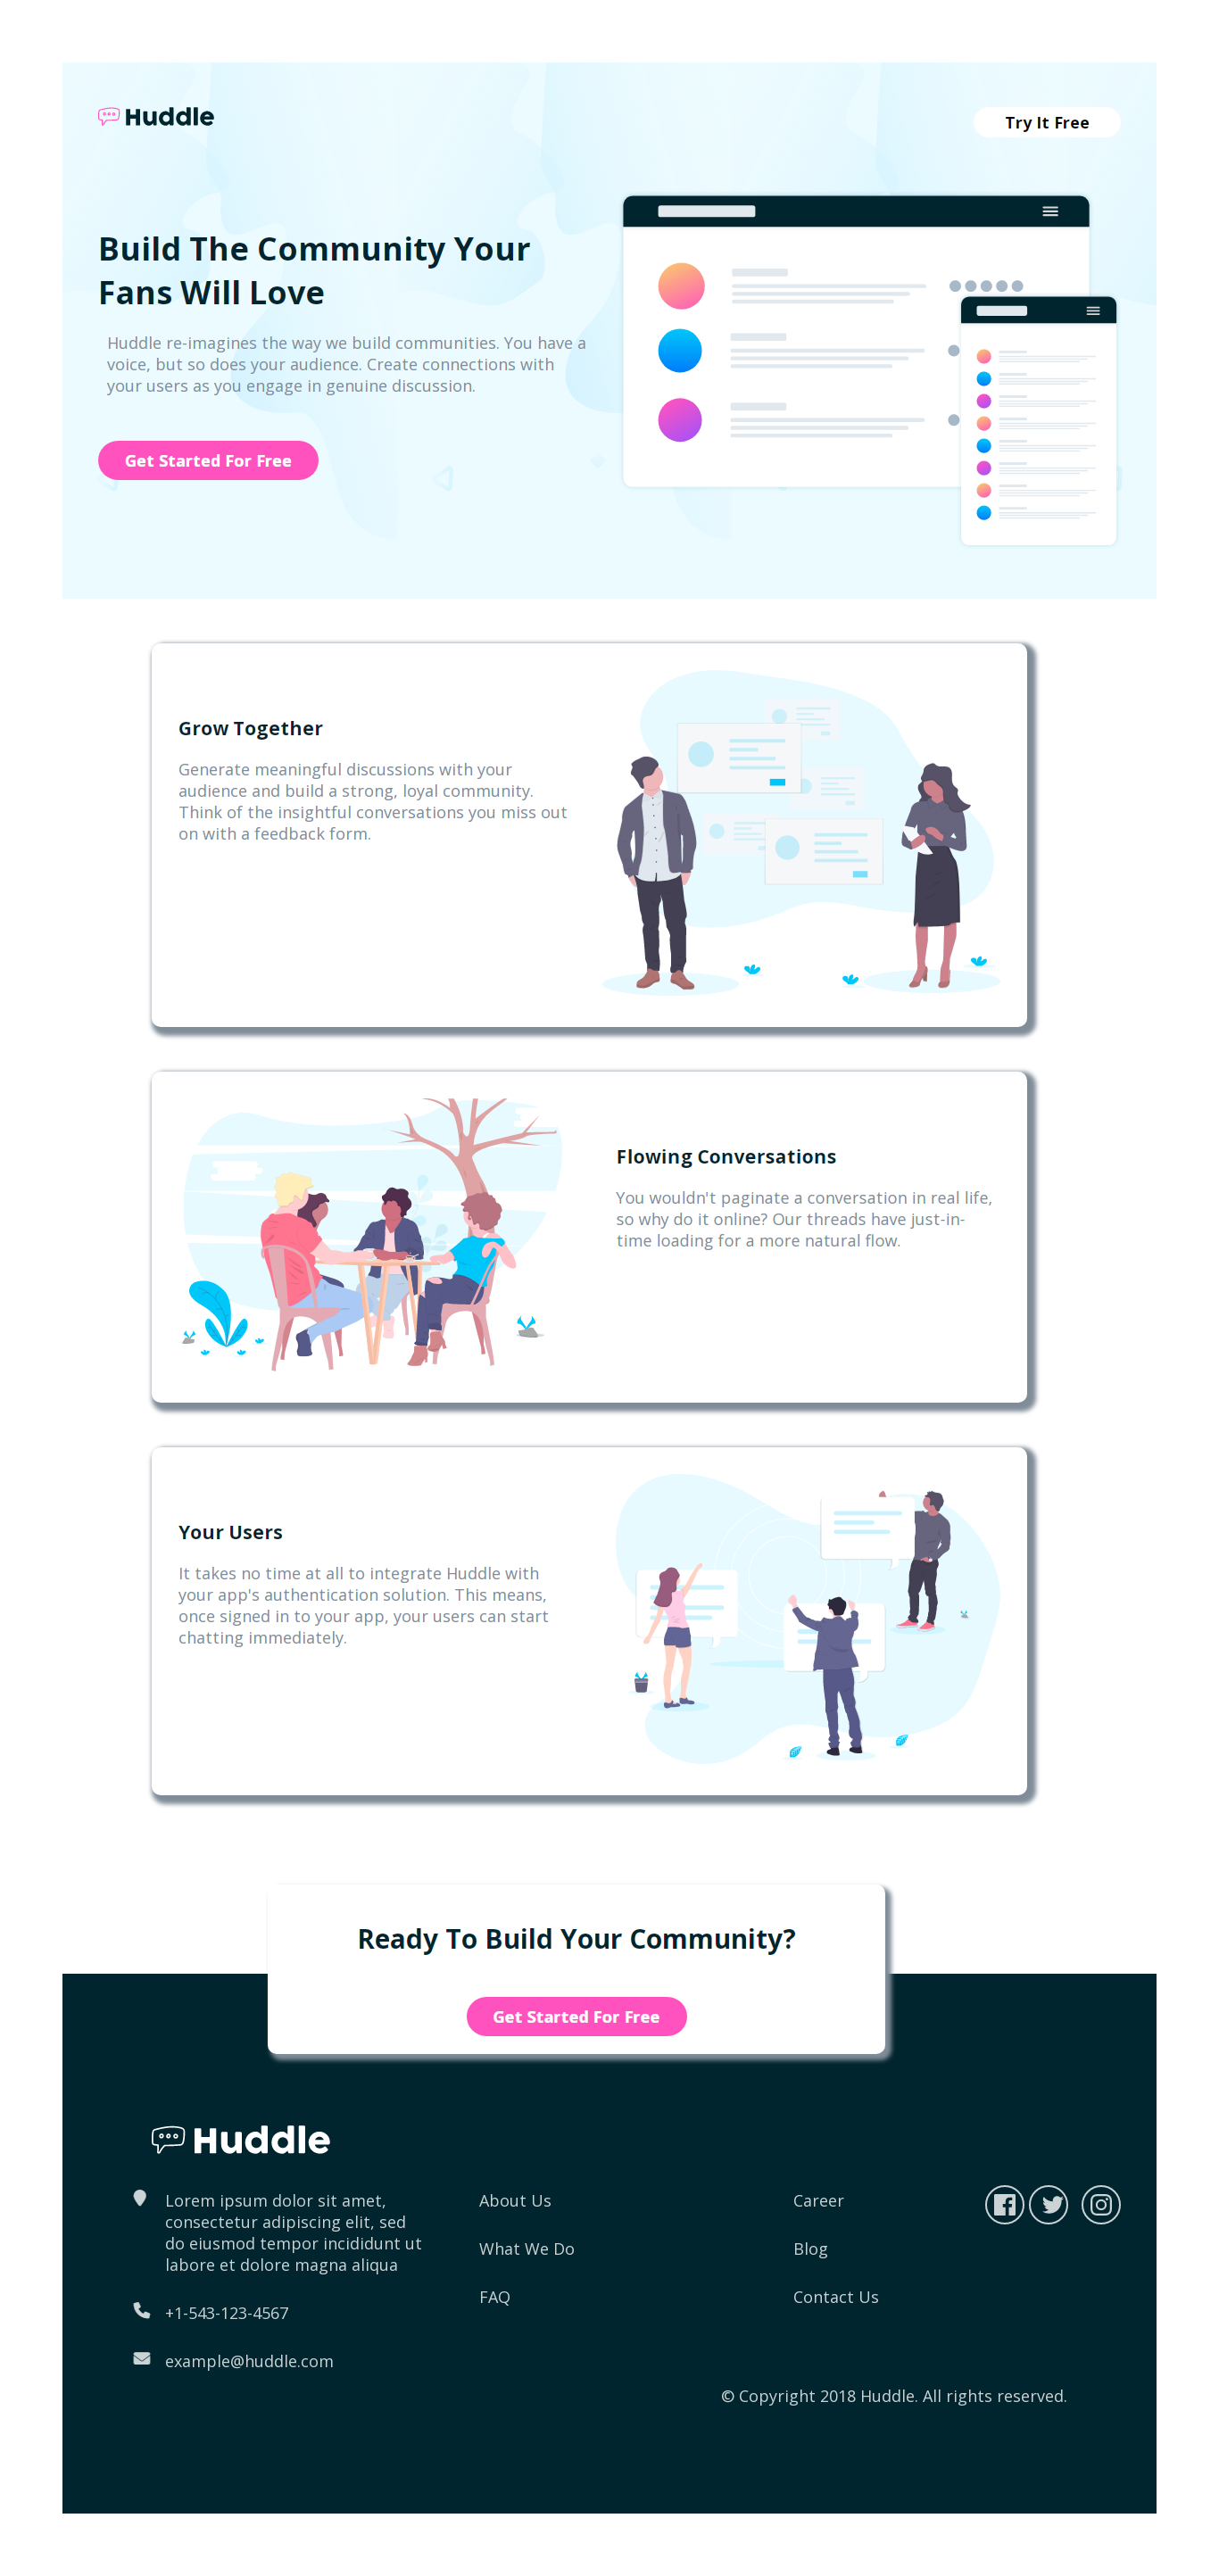 Huddle
Try It Free
Build The Community Your
Fans Will Love
Huddle re-imagines the way we build communities. You have a
voice, but so does your audience. Create connections with
your users as you engage in genuine discussion.
Get Started For Free
Grow Together
Generate meaningful discussions with your
audience and build a strong, loyal community.
Think of the insightful conversations you miss out
on with a feedback form.
Flowing Conversations
You wouldn't paginate a conversation in real life,
so why do it online? Our threads have just-in-
time loading for a more natural flow.
Your Users
It takes no time at all to integrate Huddle with
your app's authentication solution. This means,
once signed in to your app, your users can start
chatting immediately.
Ready To Build Your Community?
Get Started For Free
Huddle
Lorem ipsum dolor sit amet,
consectetur adipiscing elit, sed
do eiusmod tempor incididunt ut
labore et dolore magna aliqua
+1-543-123-4567
example@huddle.com
About Us
What We Do
FAQ
Career
Blog
Contact Us
© Copyright 2018 Huddle. All rights reserved.